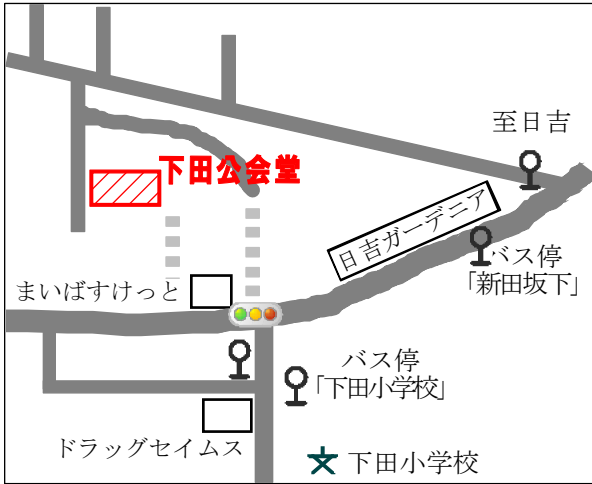 至日吉
下田公会堂
日吉ガーデニア
バス停
「新田坂下」
まいばすけっと
バス停
「下田小学校」
ドラッグセイムス
下田小学校